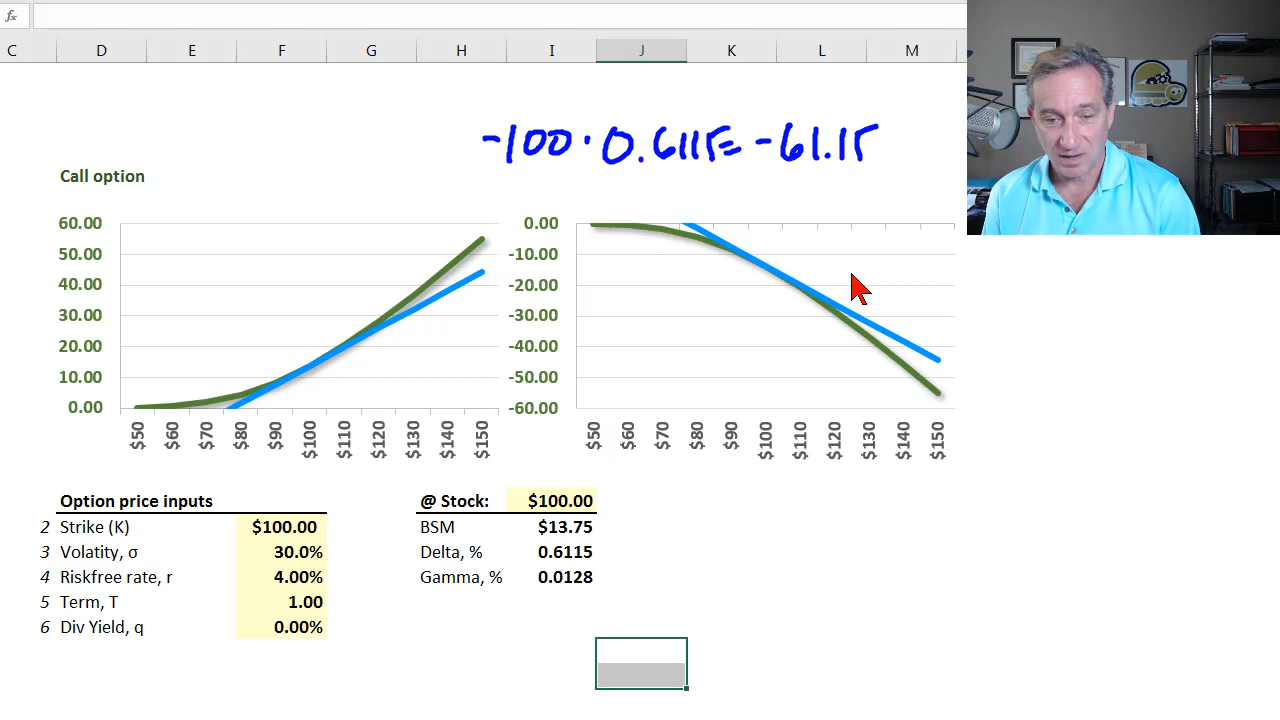 fx
C D E F G H I J K L M
-100 · 0.6115 = -61.15
Call option
60.00
50.00
40.00
30.00
20.00
10.00
0.00
$50 $60 $70 $80 $90 $100 $110 $120 $130 $140 $150
0.00
-10.00
-20.00
-30.00
-40.00
-50.00
-60.00
$50 $60 $70 $80 $90 $100 $110 $120 $130 $140 $150
Option price inputs
2 Strike (K) $100.00
3 Volatity, σ 30.0%
4 Riskfree rate, r 4.00%
5 Term, T 1.00
6 Div Yield, q 0.00%
@ Stock: $100.00
BSM $13.75
Delta, % 0.6115
Gamma, % 0.0128